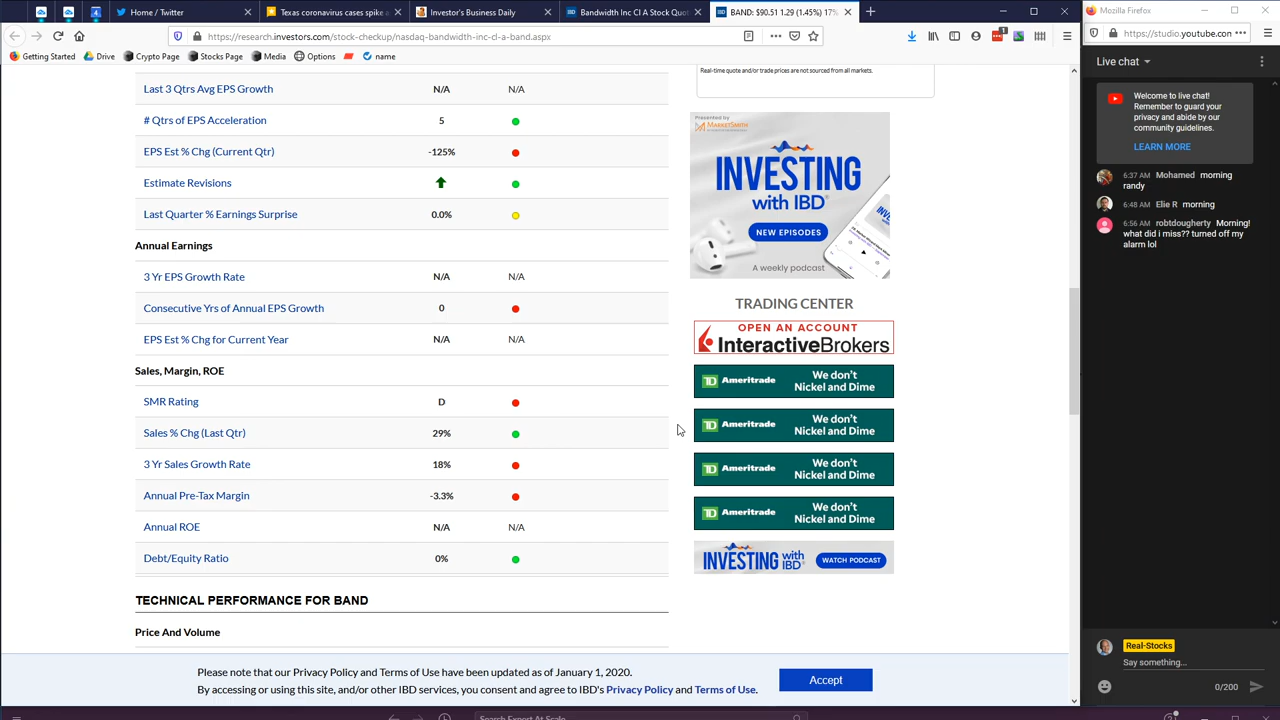 Home / Twitter
Texas coronavirus cases spike
Investor's Business Daily
Bandwidth Inc Cl A Stock Quot
BAND: $90.51 1.29 (1.45%) 17%
Mozilla Firefox
https://research.investors.com/stock-checkup/nasdaq-bandwidth-inc-cl-a-band.aspx
https://studio.youtube.con
Getting Started
Drive
Crypto Page
Stocks Page
Media
Options
name
Real-time quote and/or trade prices are not sourced from all markets.
Last 3 Qtrs Avg EPS Growth N/A N/A
# Qtrs of EPS Acceleration 5
EPS Est % Chg (Current Qtr) -125%
Estimate Revisions
Last Quarter % Earnings Surprise 0.0%
Annual Earnings
3 Yr EPS Growth Rate N/A N/A
Consecutive Yrs of Annual EPS Growth 0
EPS Est % Chg for Current Year N/A N/A
Sales, Margin, ROE
SMR Rating D
Sales % Chg (Last Qtr) 29%
3 Yr Sales Growth Rate 18%
Annual Pre-Tax Margin -3.3%
Annual ROE N/A N/A
Debt/Equity Ratio 0%
TECHNICAL PERFORMANCE FOR BAND
Price And Volume
Presented by
MARKETSMITH
INVESTING
with IBD
NEW EPISODES
A weekly podcast
TRADING CENTER
OPEN AN ACCOUNT
InteractiveBrokers
TD Ameritrade We don't
Nickel and Dime
TD Ameritrade We don't
Nickel and Dime
TD Ameritrade We don't
Nickel and Dime
TD Ameritrade We don't
Nickel and Dime
INVESTING with IBD WATCH PODCAST
Please note that our Privacy Policy and Terms of Use have been updated as of January 1, 2020.
By accessing or using this site, and/or other IBD services, you consent and agree to IBD's Privacy Policy and Terms of Use.
Accept
Live chat
Welcome to live chat!
Remember to guard your
privacy and abide by our
community guidelines.
LEARN MORE
6:37 AM Mohamed morning
randy
6:48 AM Elie R morning
6:56 AM robtdougherty Morning!
what did i miss?? turned off my
alarm lol
Real-Stocks
Say something...
0/200
Search Expert At Scale